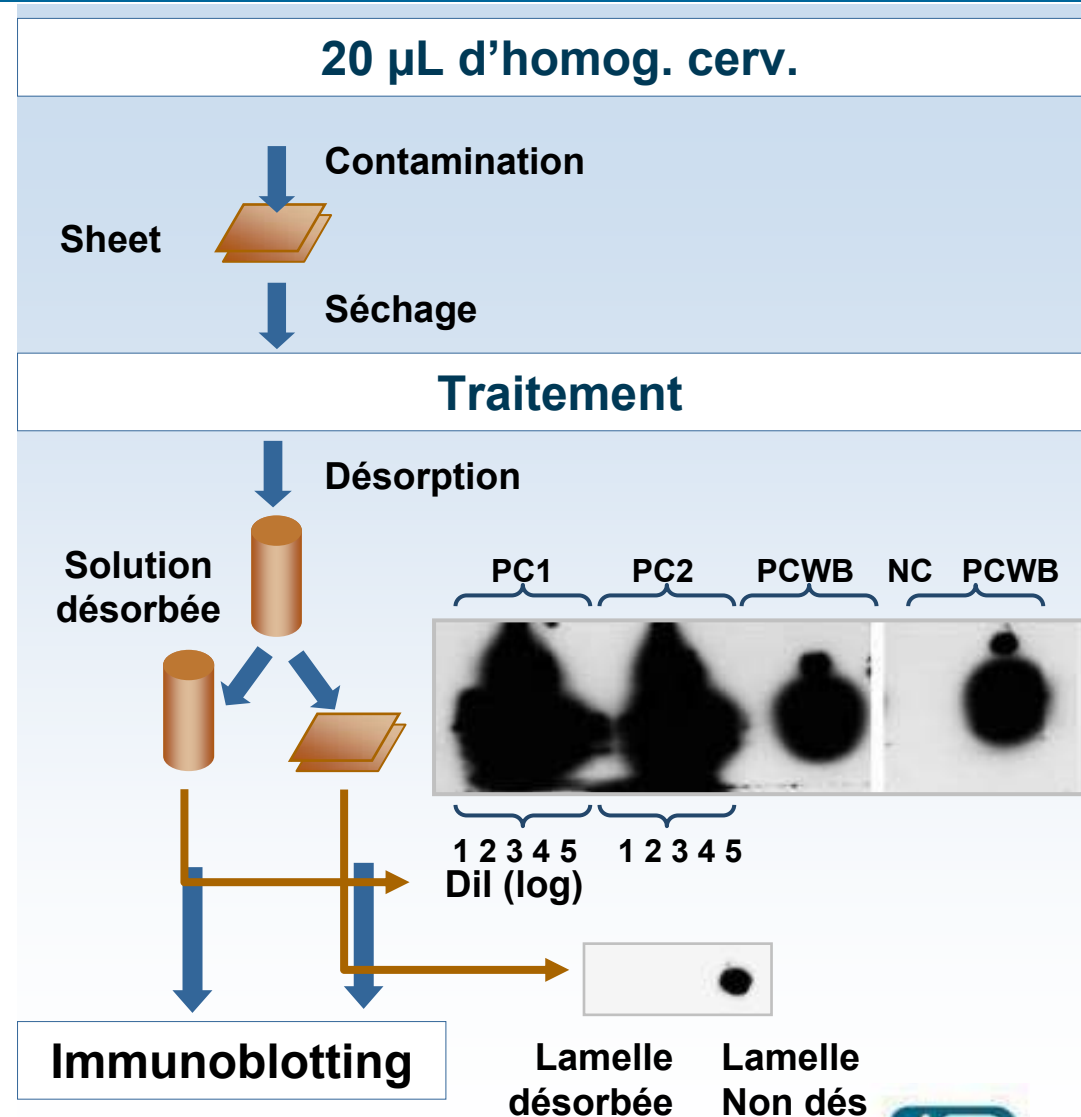 20 µL d’homog. cerv.
Contamination
Sheet
Séchage
Traitement
Désorption
Solution
désorbée
PC1 PC2 PCWB NC PCWB
1 2 3 4 5 1 2 3 4 5
Dil (log)
Immunoblotting
Lamelle
désorbée
Lamelle
Non dés